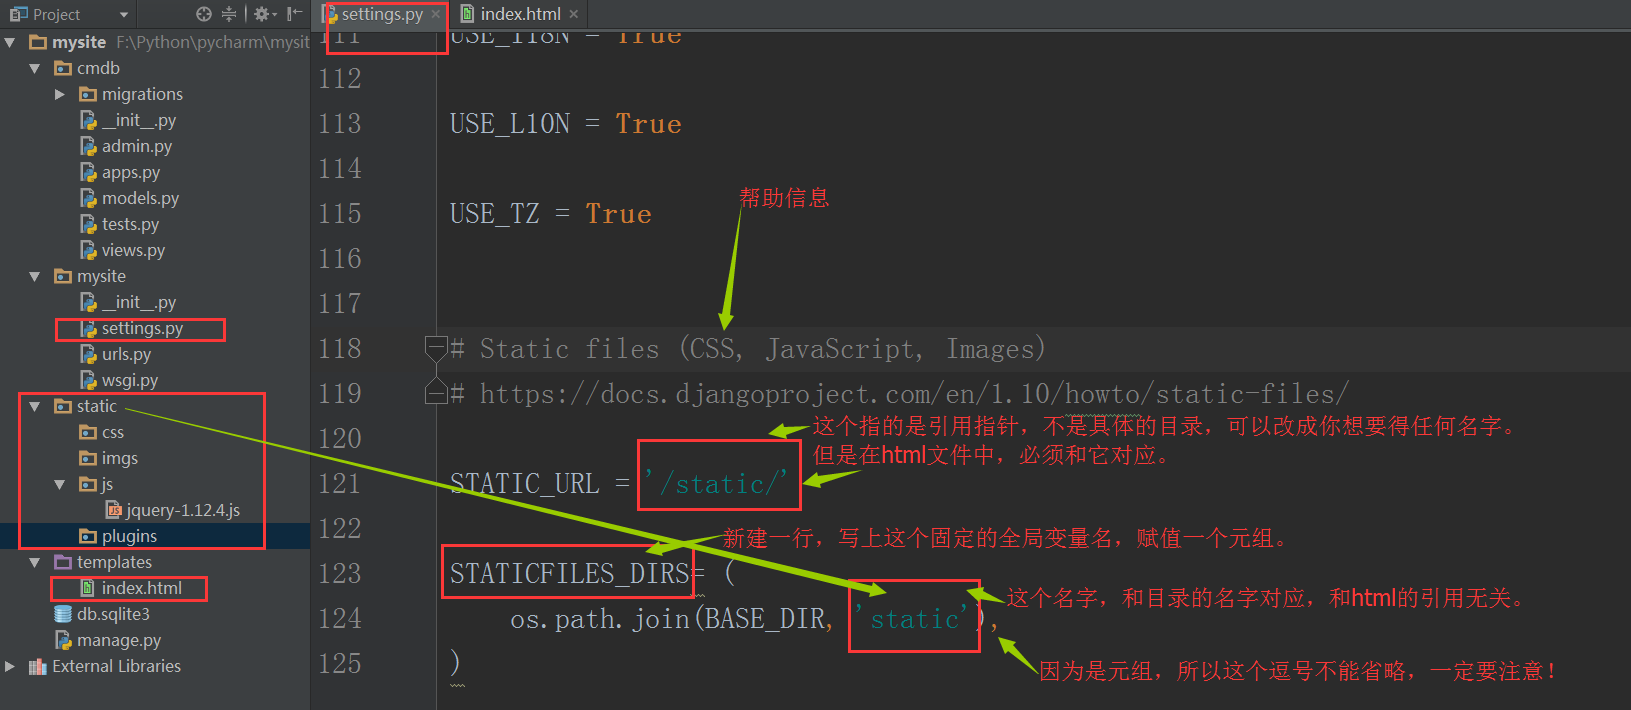 Project
settings.py
index.html
mysite F:\Python\pycharm\mysit
cmdb
migrations
__init__.py
admin.py
apps.py
models.py
tests.py
views.py
mysite
__init__.py
settings.py
urls.py
wsgi.py
static
css
imgs
js
jquery-1.12.4.js
plugins
templates
index.html
db.sqlite3
manage.py
External Libraries
111 USE_I18N = True
112
113 USE_L10N = True
114
帮助信息
115 USE_TZ = True
116
117
118 # Static files (CSS, JavaScript, Images)
119 # https://docs.djangoproject.com/en/1.10/howto/static-files/
120
这个指的是引用指针，不是具体的目录，可以改成你想要得任何名字。
但是在html文件中，必须和它对应。
121 STATIC_URL = '/static/'
122
新建一行，写上这个固定的全局变量名，赋值一个元组。
123 STATICFILES_DIRS= (
这个名字，和目录的名字对应，和html的引用无关。
124 os.path.join(BASE_DIR, 'static'),
125 )
因为是元组，所以这个逗号不能省略，一定要注意！